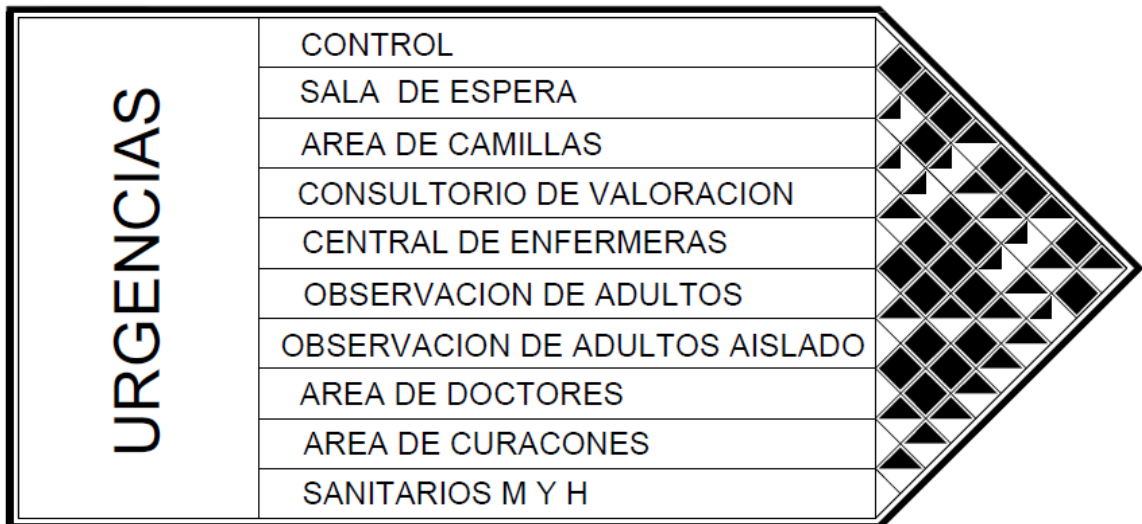 URGENCIAS
CONTROL
SALA DE ESPERA
AREA DE CAMILLAS
CONSULTORIO DE VALORACION
CENTRAL DE ENFERMERAS
OBSERVACION DE ADULTOS
OBSERVACION DE ADULTOS AISLADO
AREA DE DOCTORES
AREA DE CURACONES
SANITARIOS M Y H